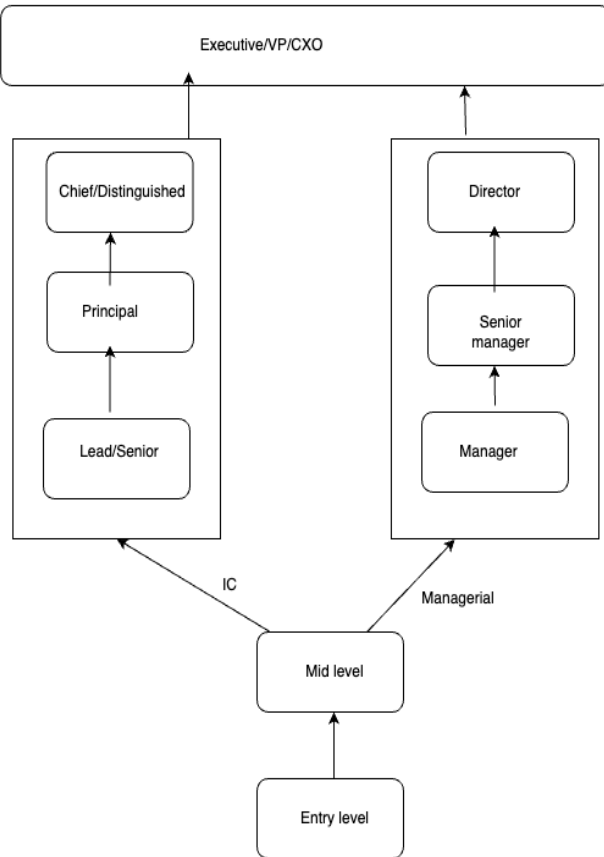 Executive/VP/CXO
Chief/Distinguished
Principal
Lead/Senior
Director
Senior
manager
Manager
IC
Managerial
Mid level
Entry level